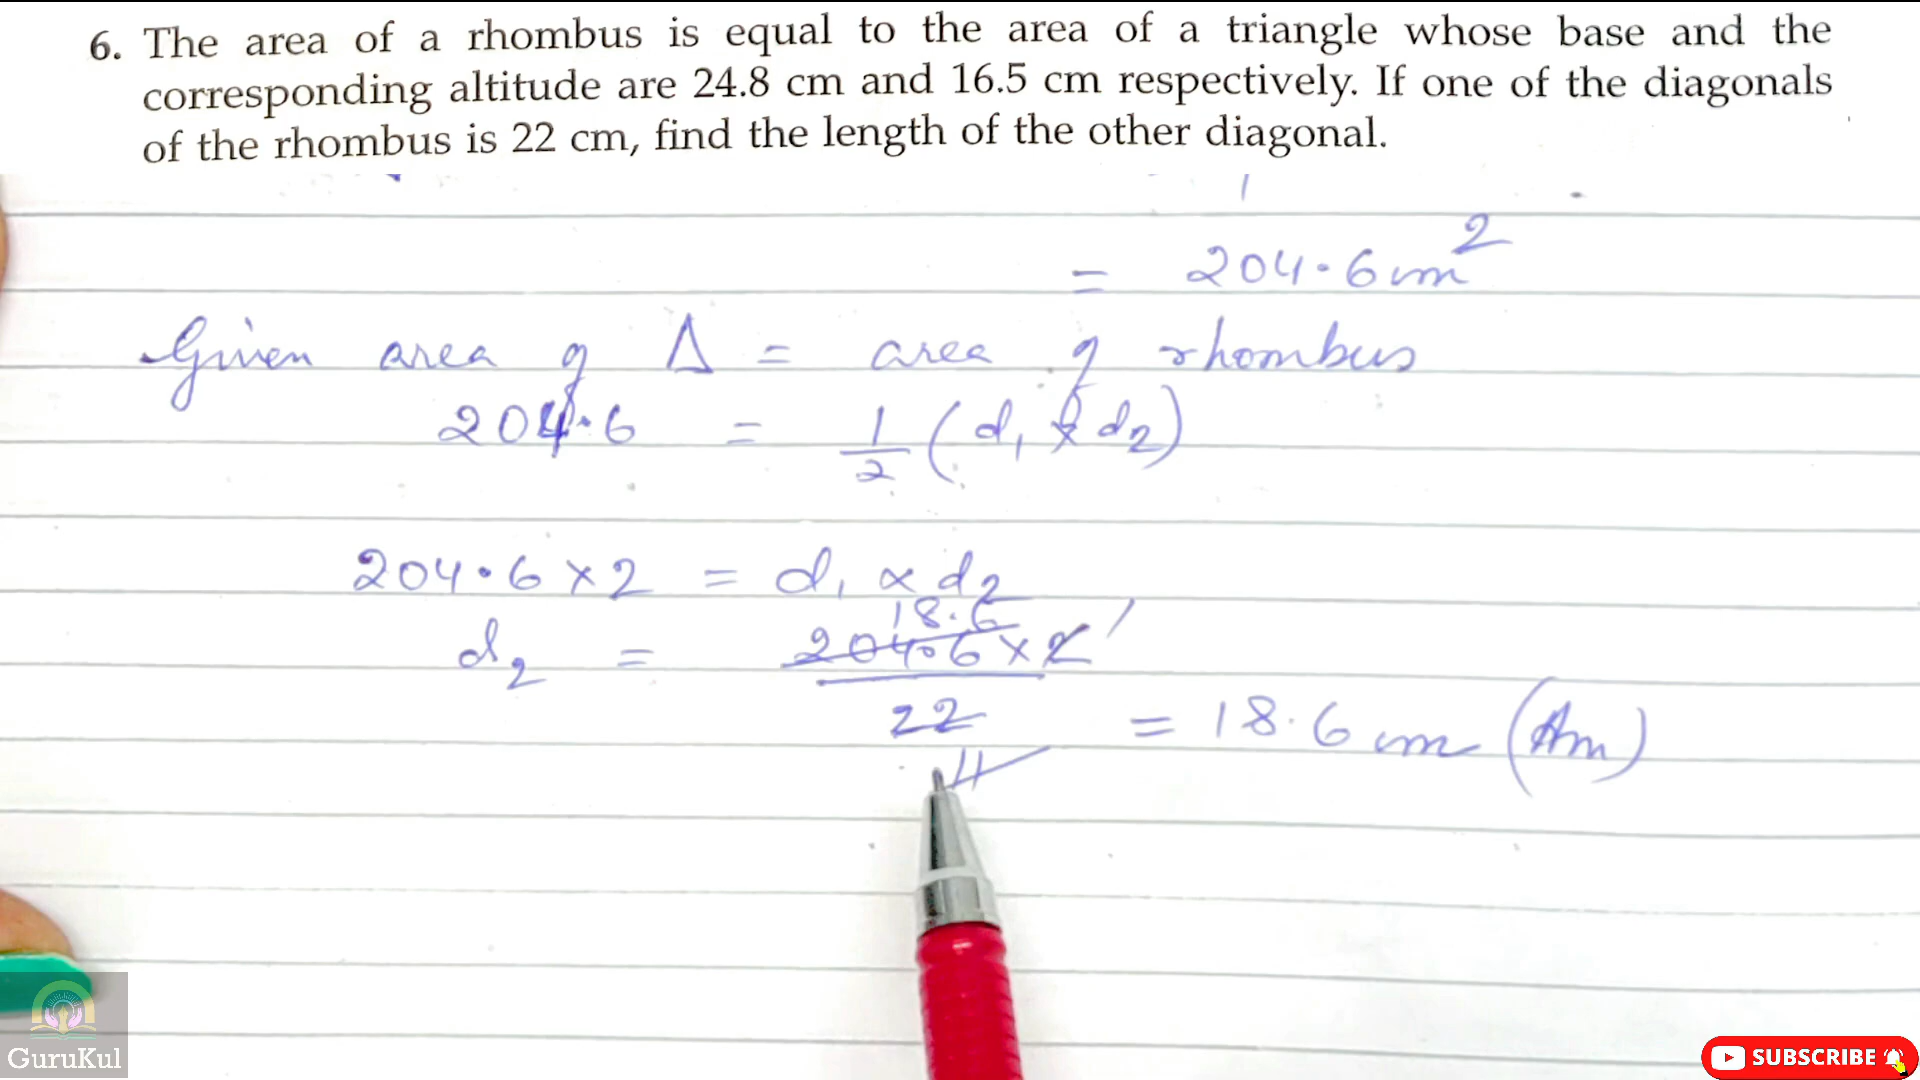 6. The area of a rhombus is equal to the area of a triangle whose base and the
corresponding altitude are 24.8 cm and 16.5 cm respectively. If one of the diagonals
of the rhombus is 22 cm, find the length of the other diagonal.
= 204.6 cm²
Given area of Δ = area of rhombus
204.6 = 1/2 (d₁ × d₂)
204.6 × 2 = d₁ × d₂
18.6
d₂ = 204.6 × 2 / 22 1
11
= 18.6 cm (Ans)
GuruKul
SUBSCRIBE